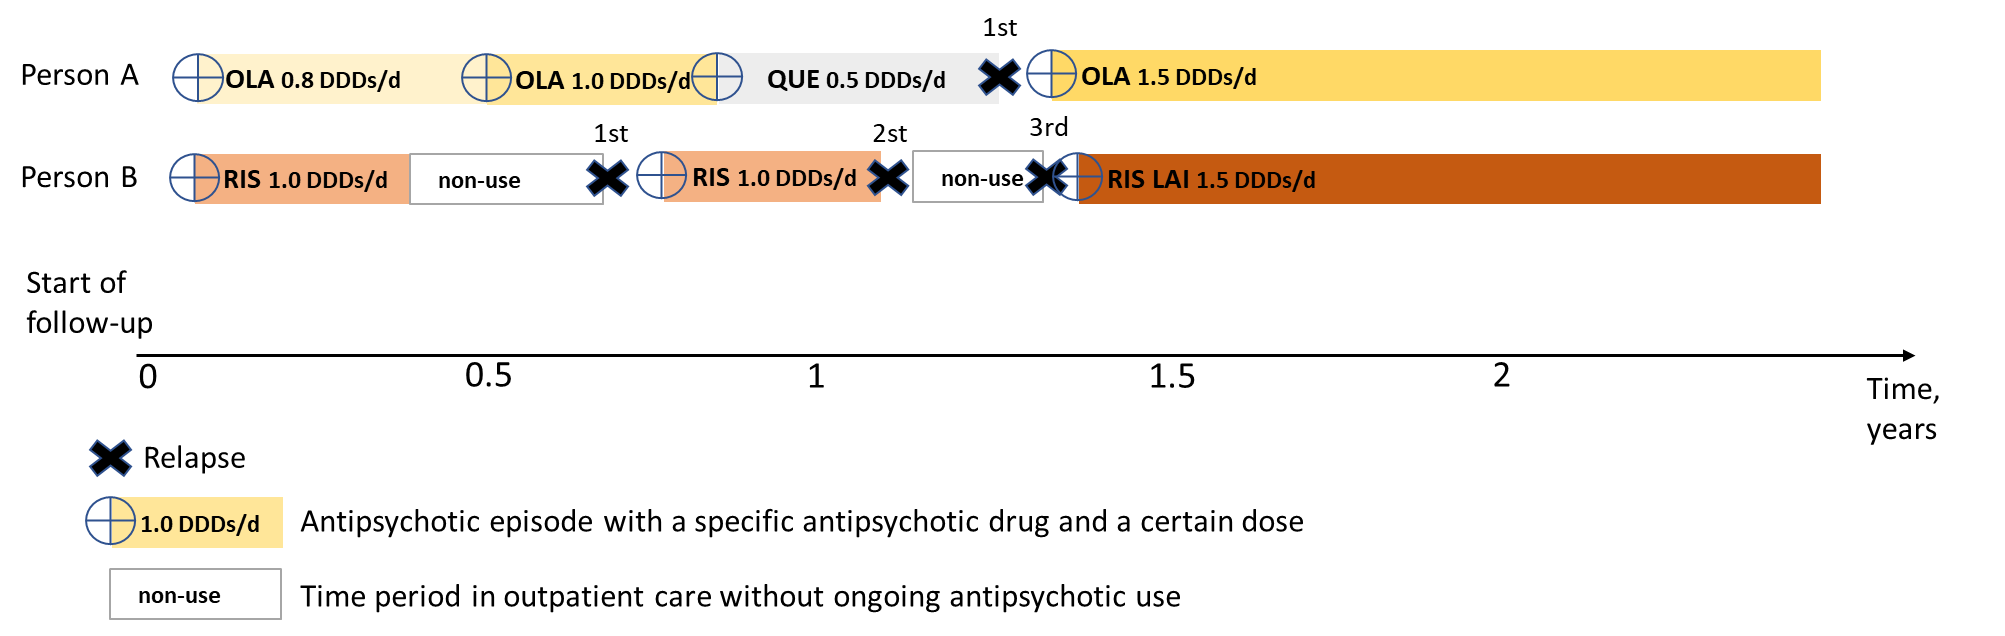 1st
Person A
OLA 0.8 DDDs/d
OLA 1.0 DDDs/d
QUE 0.5 DDDs/d
OLA 1.5 DDDs/d
1st
2st
3rd
Person B
RIS 1.0 DDDs/d
non-use
RIS 1.0 DDDs/d
non-use
RIS LAI 1.5 DDDs/d
Start of
follow-up
0
0.5
1
1.5
2
Time,
years
Relapse
1.0 DDDs/d
Antipsychotic episode with a specific antipsychotic drug and a certain dose
non-use
Time period in outpatient care without ongoing antipsychotic use